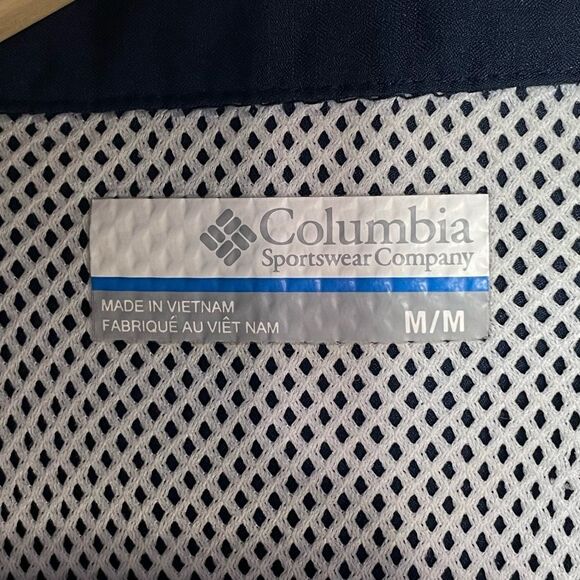 Columbia
Sportswear Company
MADE IN VIETNAM
FABRIQUÉ AU VIÊT NAM
M/M